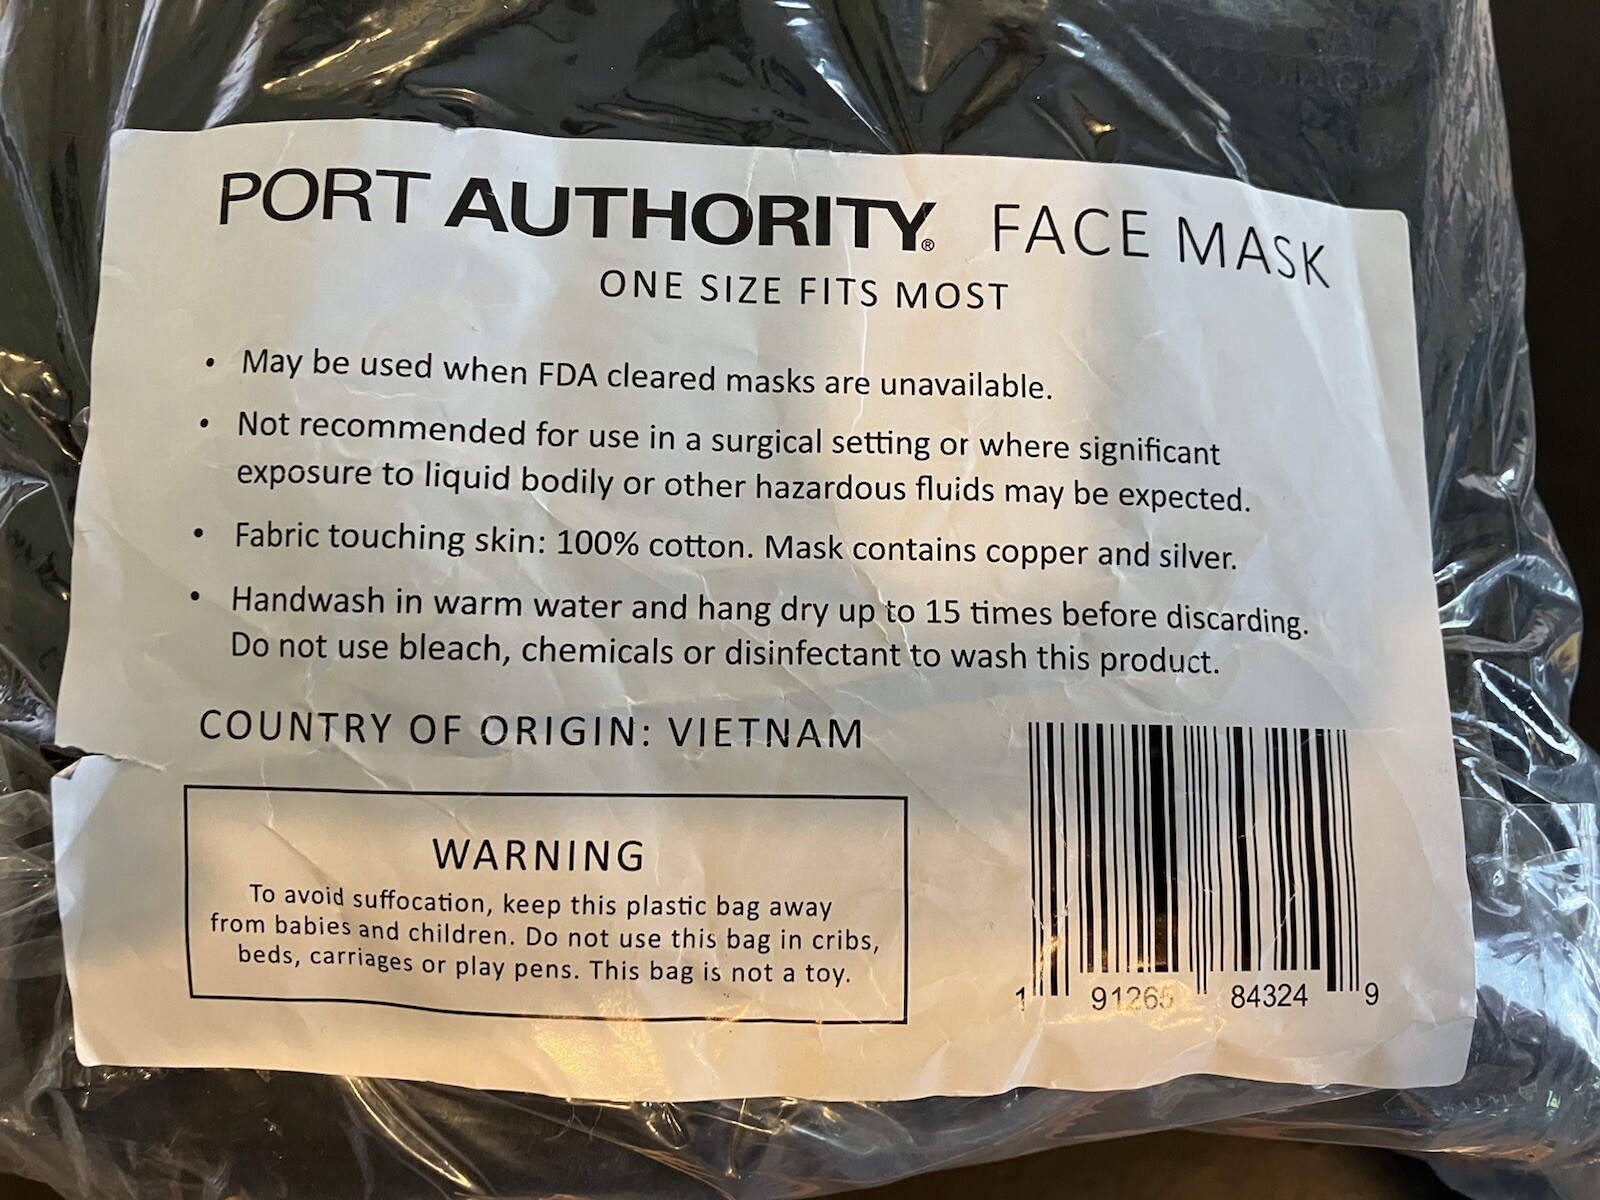 PORT AUTHORITY® FACE MASK
ONE SIZE FITS MOST
• May be used when FDA cleared masks are unavailable.
• Not recommended for use in a surgical setting or where significant
exposure to liquid bodily or other hazardous fluids may be expected.
• Fabric touching skin: 100% cotton. Mask contains copper and silver.
• Handwash in warm water and hang dry up to 15 times before discarding.
Do not use bleach, chemicals or disinfectant to wash this product.
COUNTRY OF ORIGIN: VIETNAM
WARNING
To avoid suffocation, keep this plastic bag away
from babies and children. Do not use this bag in cribs,
beds, carriages or play pens. This bag is not a toy.
1 91265 84324 9